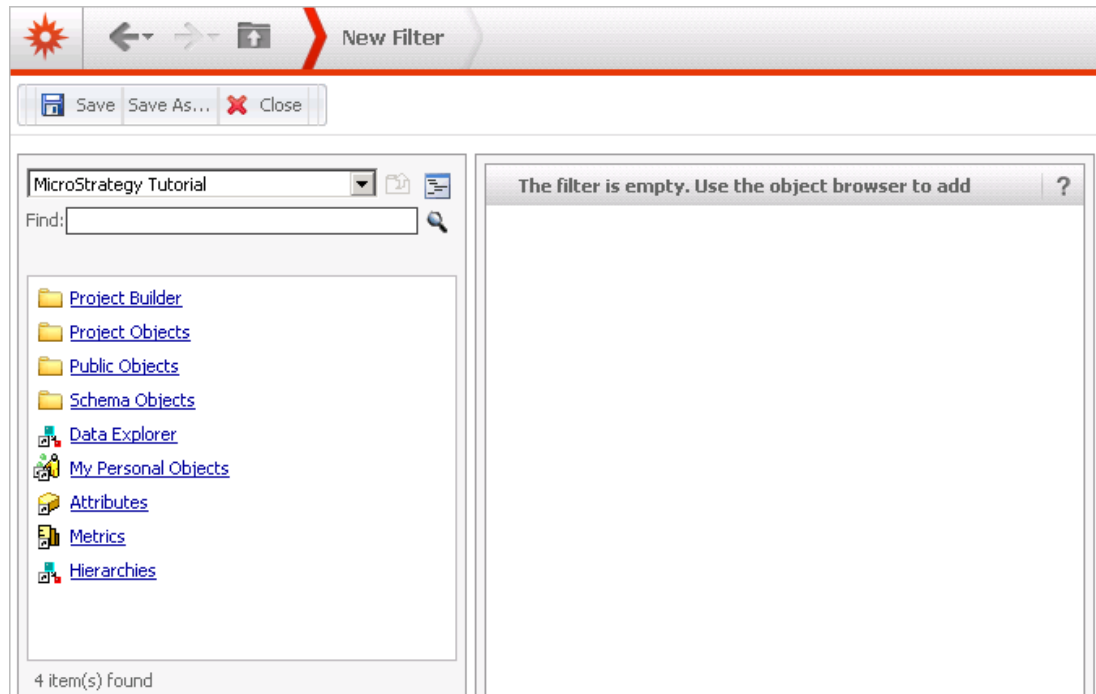 New Filter
Save Save As... Close
MicroStrategy Tutorial
Find:
The filter is empty. Use the object browser to add ?
Project Builder
Project Objects
Public Objects
Schema Objects
Data Explorer
My Personal Objects
Attributes
Metrics
Hierarchies
4 item(s) found